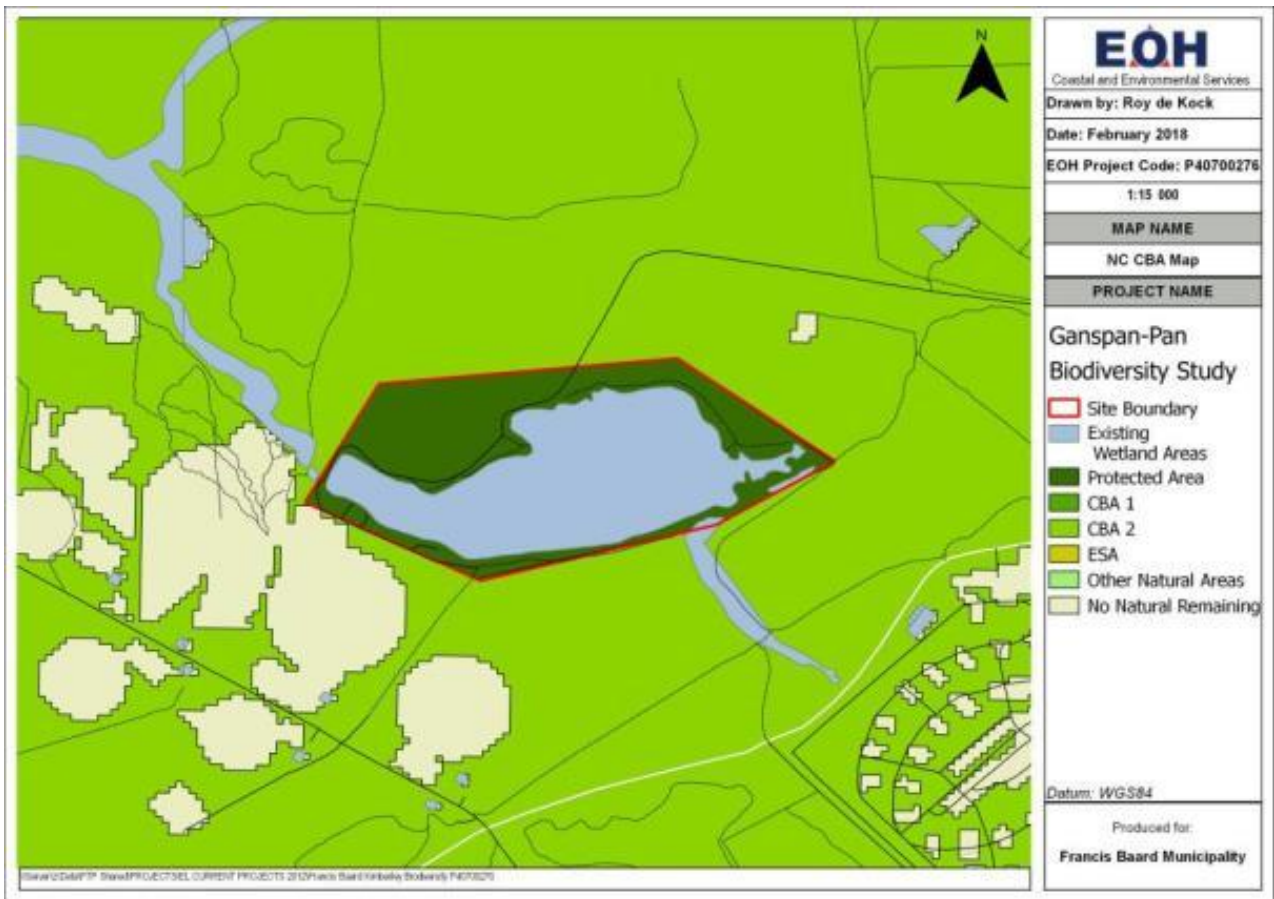 N
EOH
Coastal and Environmental Services
Drawn by: Roy de Kock
Date: February 2018
EOH Project Code: P40700276
1:15 000
MAP NAME
NC CBA Map
PROJECT NAME
Ganspan-Pan
Biodiversity Study
Site Boundary
Existing
Wetland Areas
Protected Area
CBA 1
CBA 2
ESA
Other Natural Areas
No Natural Remaining
Datum: WGS84
Produced for:
Francis Baard Municipality